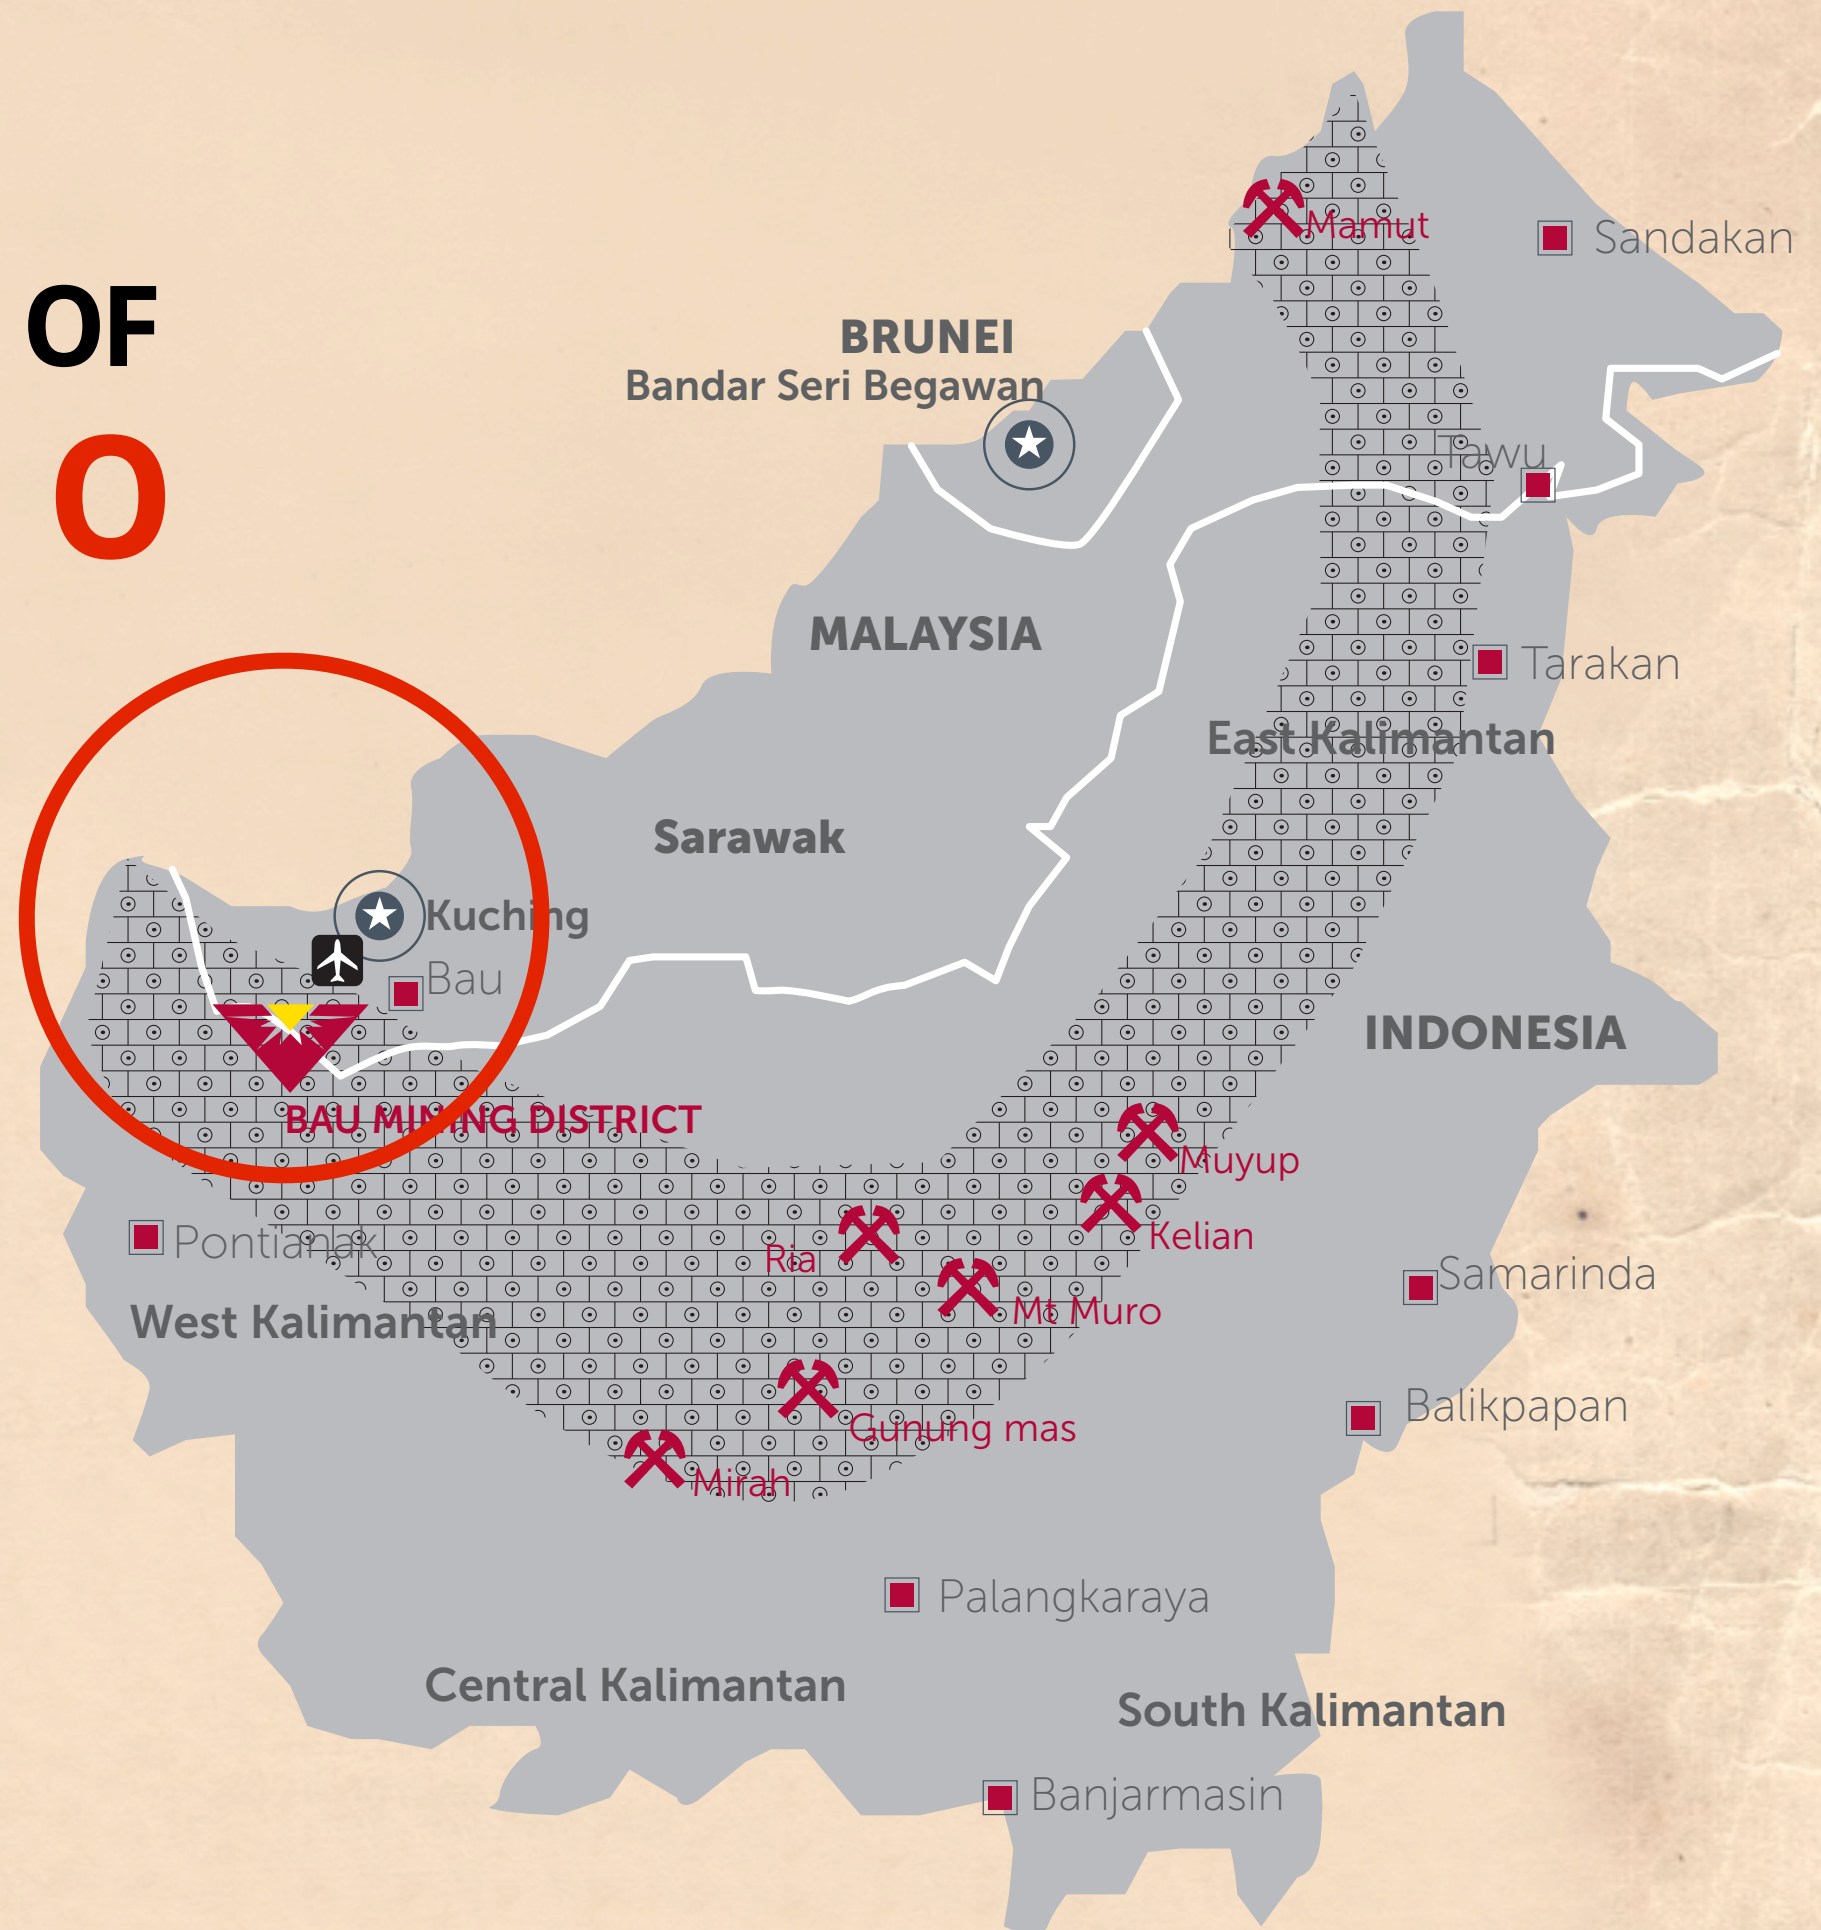 OF
O
Mamut
Sandakan
BRUNEI
Bandar Seri Begawan
Tawu
MALAYSIA
Tarakan
East Kalimantan
Sarawak
Kuching
Bau
INDONESIA
BAU MINING DISTRICT
Muyup
Kelian
Pontianak
Ria
Samarinda
Mt Muro
West Kalimantan
Balikpapan
Gunung mas
Mirah
Palangkaraya
Central Kalimantan
South Kalimantan
Banjarmasin